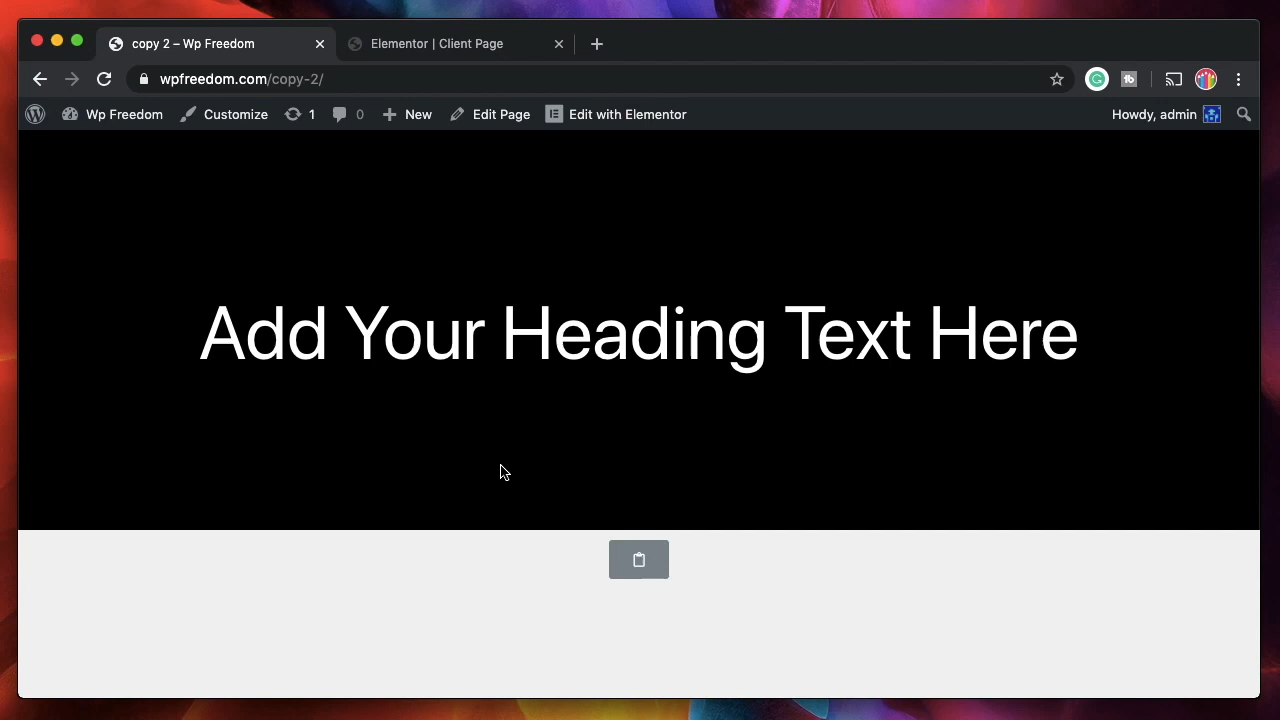 copy 2 – Wp Freedom
Elementor | Client Page
wpfreedom.com/copy-2/
Wp Freedom Customize 1 0 New Edit Page Edit with Elementor Howdy, admin
Add Your Heading Text Here